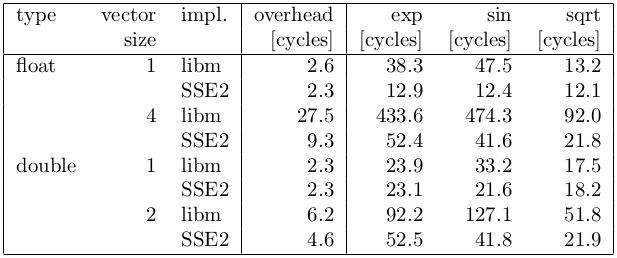 type vector impl. overhead exp sin sqrt
size [cycles] [cycles] [cycles] [cycles]
float 1 libm 2.6 38.3 47.5 13.2
SSE2 2.3 12.9 12.4 12.1
4 libm 27.5 433.6 474.3 92.0
SSE2 9.3 52.4 41.6 21.8
double 1 libm 2.3 23.9 33.2 17.5
SSE2 2.3 23.1 21.6 18.2
2 libm 6.2 92.2 127.1 51.8
SSE2 4.6 52.5 41.8 21.9